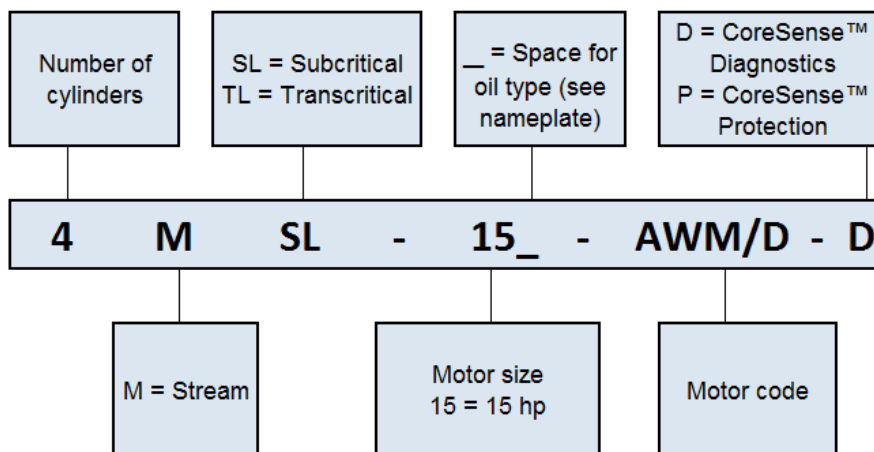 Number of
cylinders
SL = Subcritical
TL = Transcritical
_ = Space for
oil type (see
nameplate)
D = CoreSense™
Diagnostics
P = CoreSense™
Protection
4 M SL - 15_ - AWM/D - D
M = Stream
Motor size
15 = 15 hp
Motor code